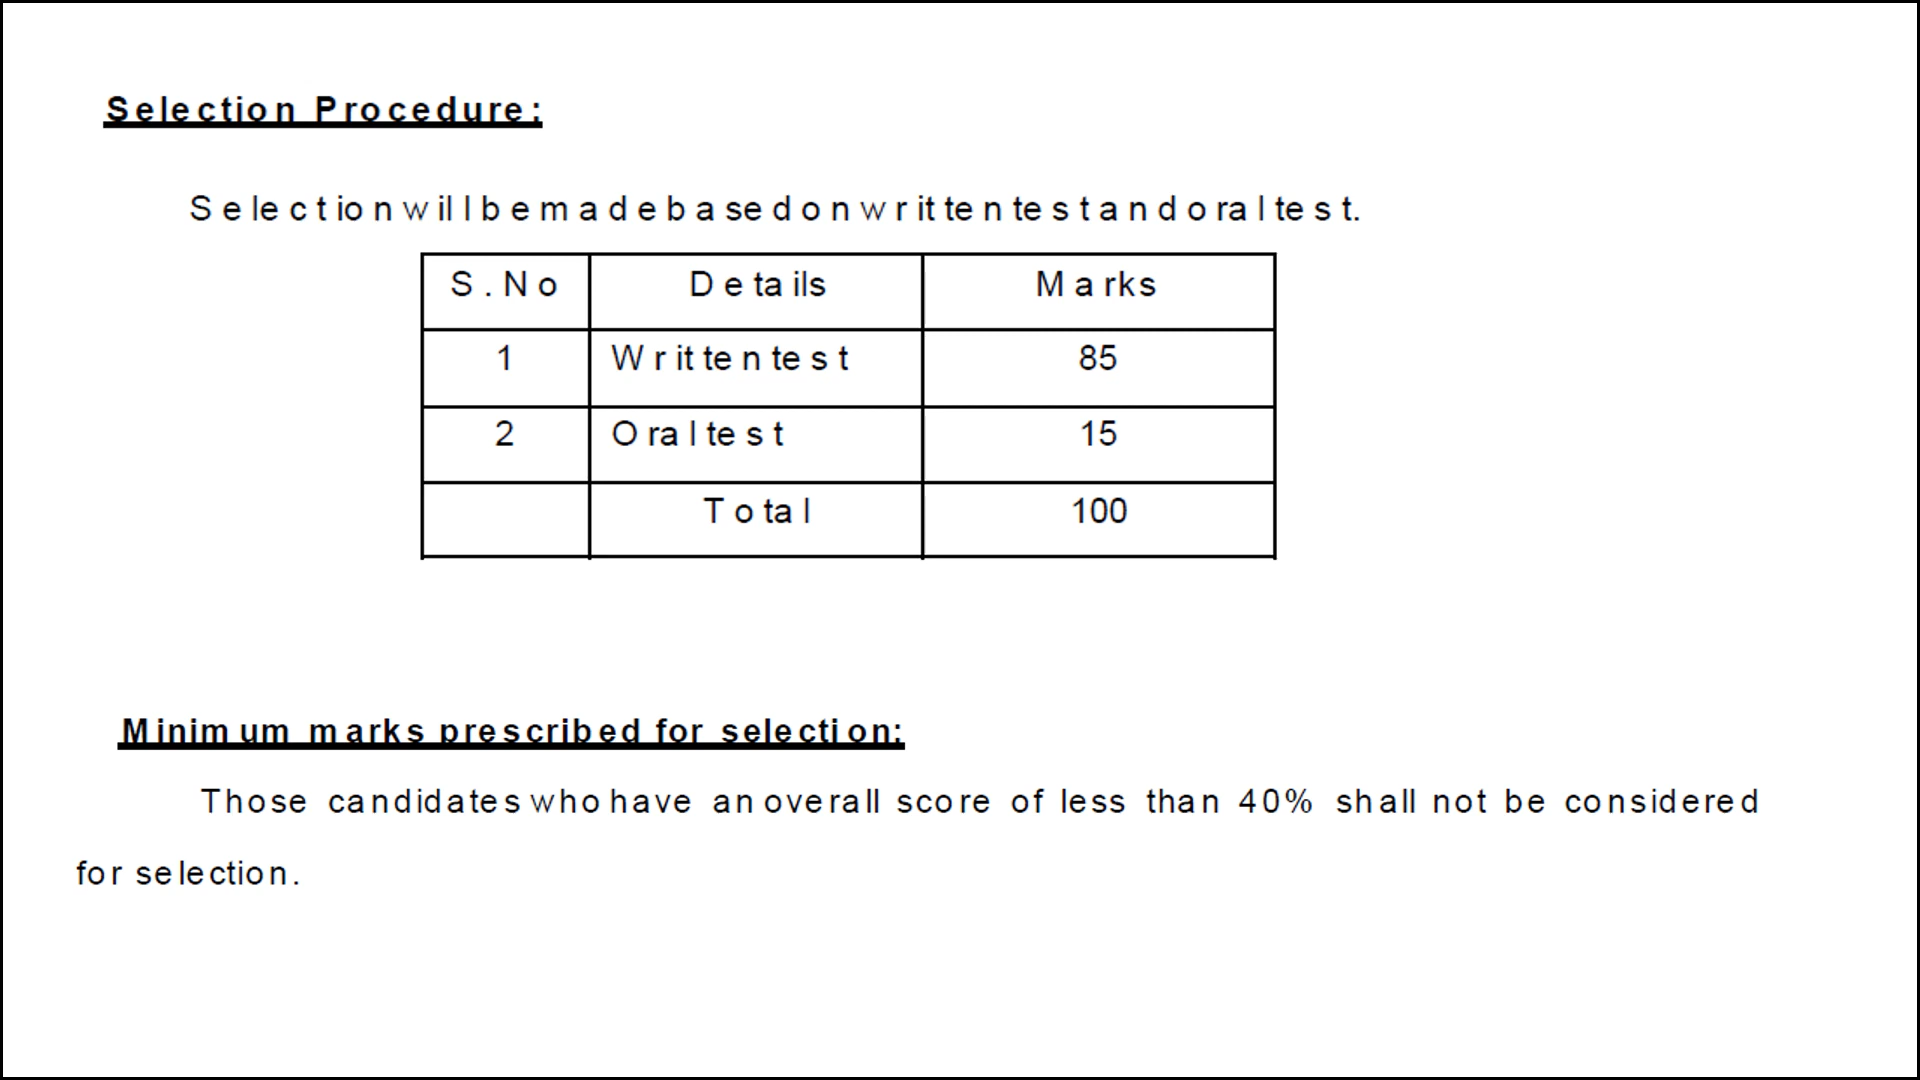 Selection Procedure:
Selection will be made based on written test and oral test.
S.No Details Marks
1 Written test 85
2 Oral test 15
Total 100
Minimum marks prescribed for selection:
Those candidates who have an overall score of less than 40% shall not be considered
for selection.